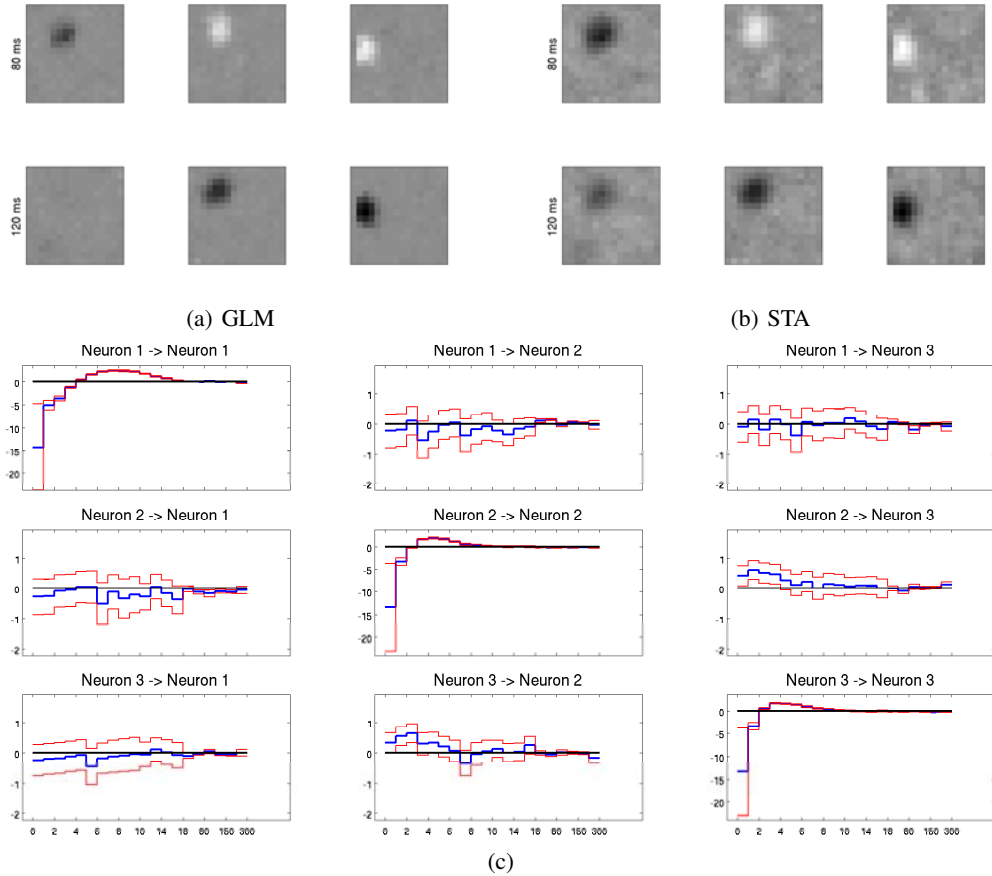 80 ms
120 ms
80 ms
120 ms
(a) GLM
(b) STA
Neuron 1 -> Neuron 1
Neuron 1 -> Neuron 2
Neuron 1 -> Neuron 3
0
-5
-10
-15
-20
1
0
-1
-2
1
0
-1
-2
Neuron 2 -> Neuron 1
Neuron 2 -> Neuron 2
Neuron 2 -> Neuron 3
1
0
-1
-2
0
-5
-10
-15
-20
1
0
-1
-2
Neuron 3 -> Neuron 1
Neuron 3 -> Neuron 2
Neuron 3 -> Neuron 3
1
0
-1
-2
1
0
-1
-2
0
-5
-10
-15
-20
0 2 4 6 8 10 14 18 60 150 300
0 2 4 6 8 10 14 18 60 150 300
0 2 4 6 8 10 14 18 60 150 300
(c)